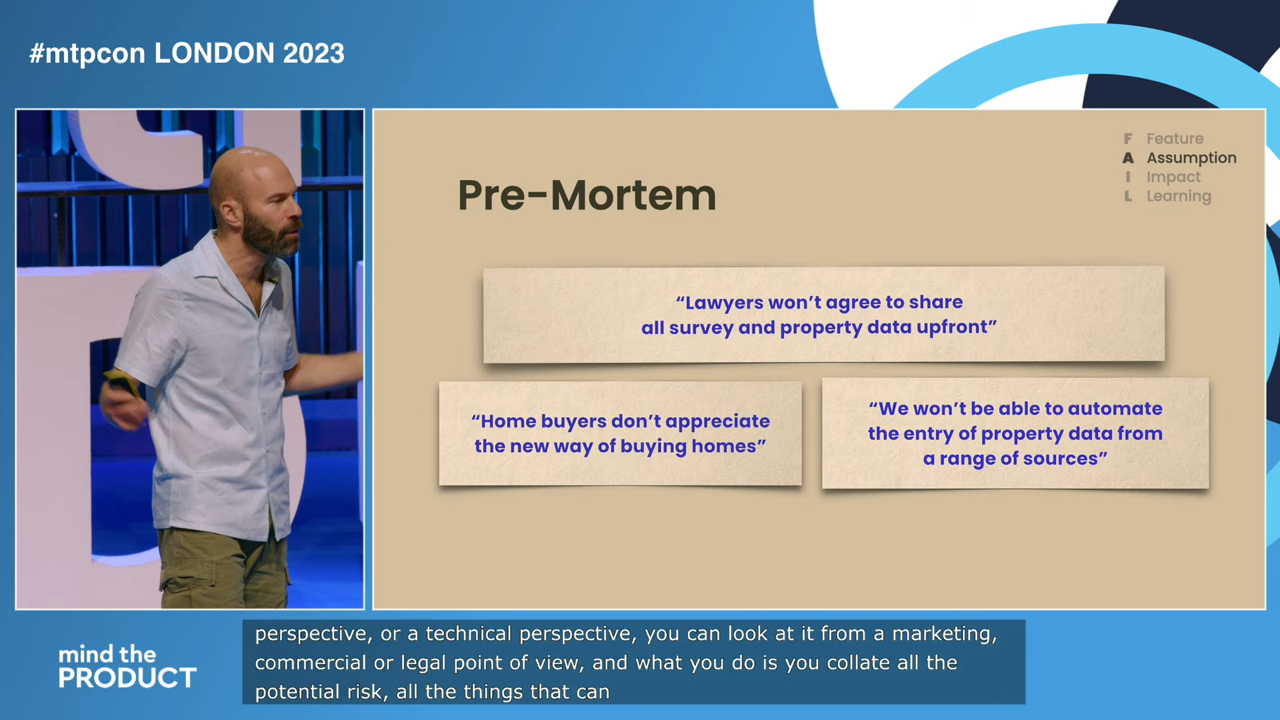 #mtpcon LONDON 2023
F Feature
A Assumption
I Impact
L Learning
Pre-Mortem
“Lawyers won’t agree to share
all survey and property data upfront”
“Home buyers don’t appreciate
the new way of buying homes”
“We won’t be able to automate
the entry of property data from
a range of sources”
mind the
PRODUCT
perspective, or a technical perspective, you can look at it from a marketing,
commercial or legal point of view, and what you do is you collate all the
potential risk, all the things that can